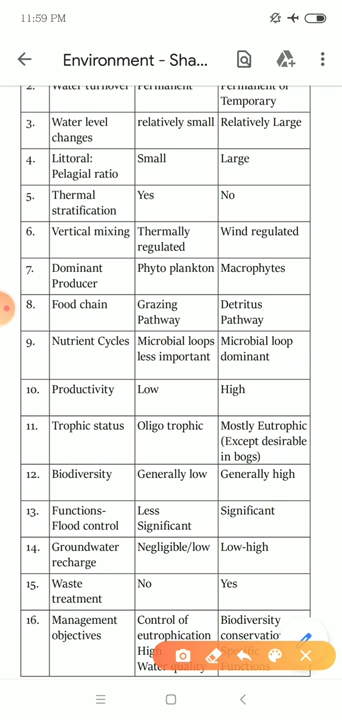 11:59 PM
Environment - Sha...
2. Water turnover Permanent Permanent or
Temporary
3. Water level relatively small Relatively Large
changes
4. Littoral: Small Large
Pelagial ratio
5. Thermal Yes No
stratification
6. Vertical mixing Thermally Wind regulated
regulated
7. Dominant Phyto plankton Macrophytes
Producer
8. Food chain Grazing Detritus
Pathway Pathway
9. Nutrient Cycles Microbial loops Microbial loop
less important dominant
10. Productivity Low High
11. Trophic status Oligo trophic Mostly Eutrophic
(Except desirable
in bogs)
12. Biodiversity Generally low Generally high
13. Functions- Less Significant
Flood control Significant
14. Groundwater Negligible/low Low-high
recharge
15. Waste No Yes
treatment
16. Management Control of Biodiversity
objectives eutrophication
High
Water quality Functions